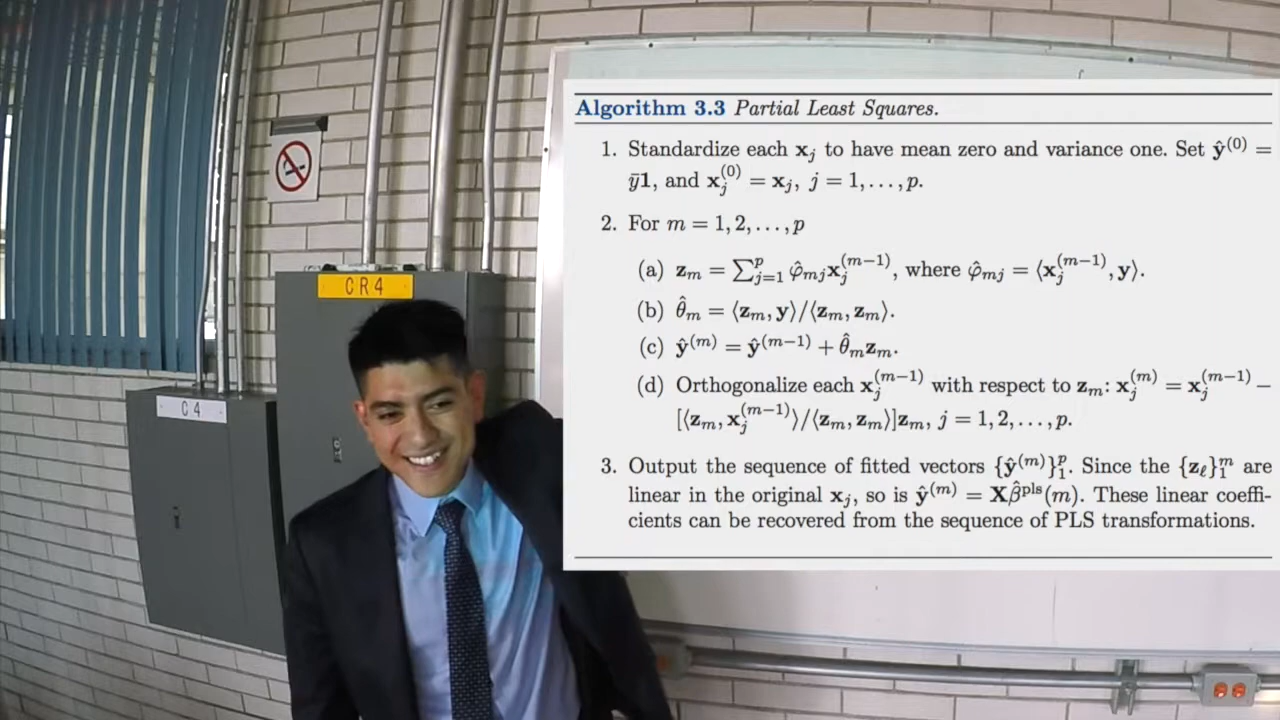 CR4
C4
Algorithm 3.3 Partial Least Squares.
1. Standardize each x_j to have mean zero and variance one. Set ŷ^(0) =
ȳ1, and x_j^(0) = x_j, j = 1, . . . , p.
2. For m = 1, 2, . . . , p
(a) z_m = ∑_{j=1}^p φ̂_mj x_j^(m−1), where φ̂_mj = ⟨x_j^(m−1), y⟩.
(b) θ̂_m = ⟨z_m, y⟩/⟨z_m, z_m⟩.
(c) ŷ^(m) = ŷ^(m−1) + θ̂_m z_m.
(d) Orthogonalize each x_j^(m−1) with respect to z_m: x_j^(m) = x_j^(m−1) −
[⟨z_m, x_j^(m−1)⟩/⟨z_m, z_m⟩]z_m, j = 1, 2, . . . , p.
3. Output the sequence of fitted vectors {ŷ^(m)}_1^p. Since the {z_ℓ}_1^m are
linear in the original x_j, so is ŷ^(m) = Xβ̂^pls(m). These linear coeffi-
cients can be recovered from the sequence of PLS transformations.